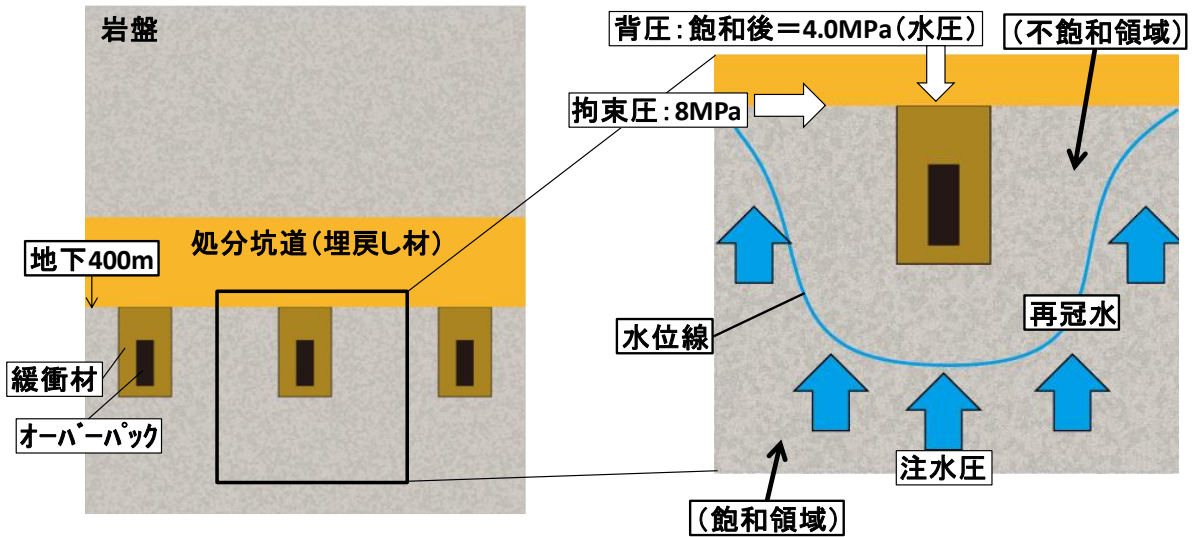 岩盤
処分坑道(埋戻し材)
地下400m
緩衝材
オーバーパック
背圧:飽和後=4.0MPa(水圧)
(不飽和領域)
拘束圧:8MPa
水位線
再冠水
注水圧
(飽和領域)